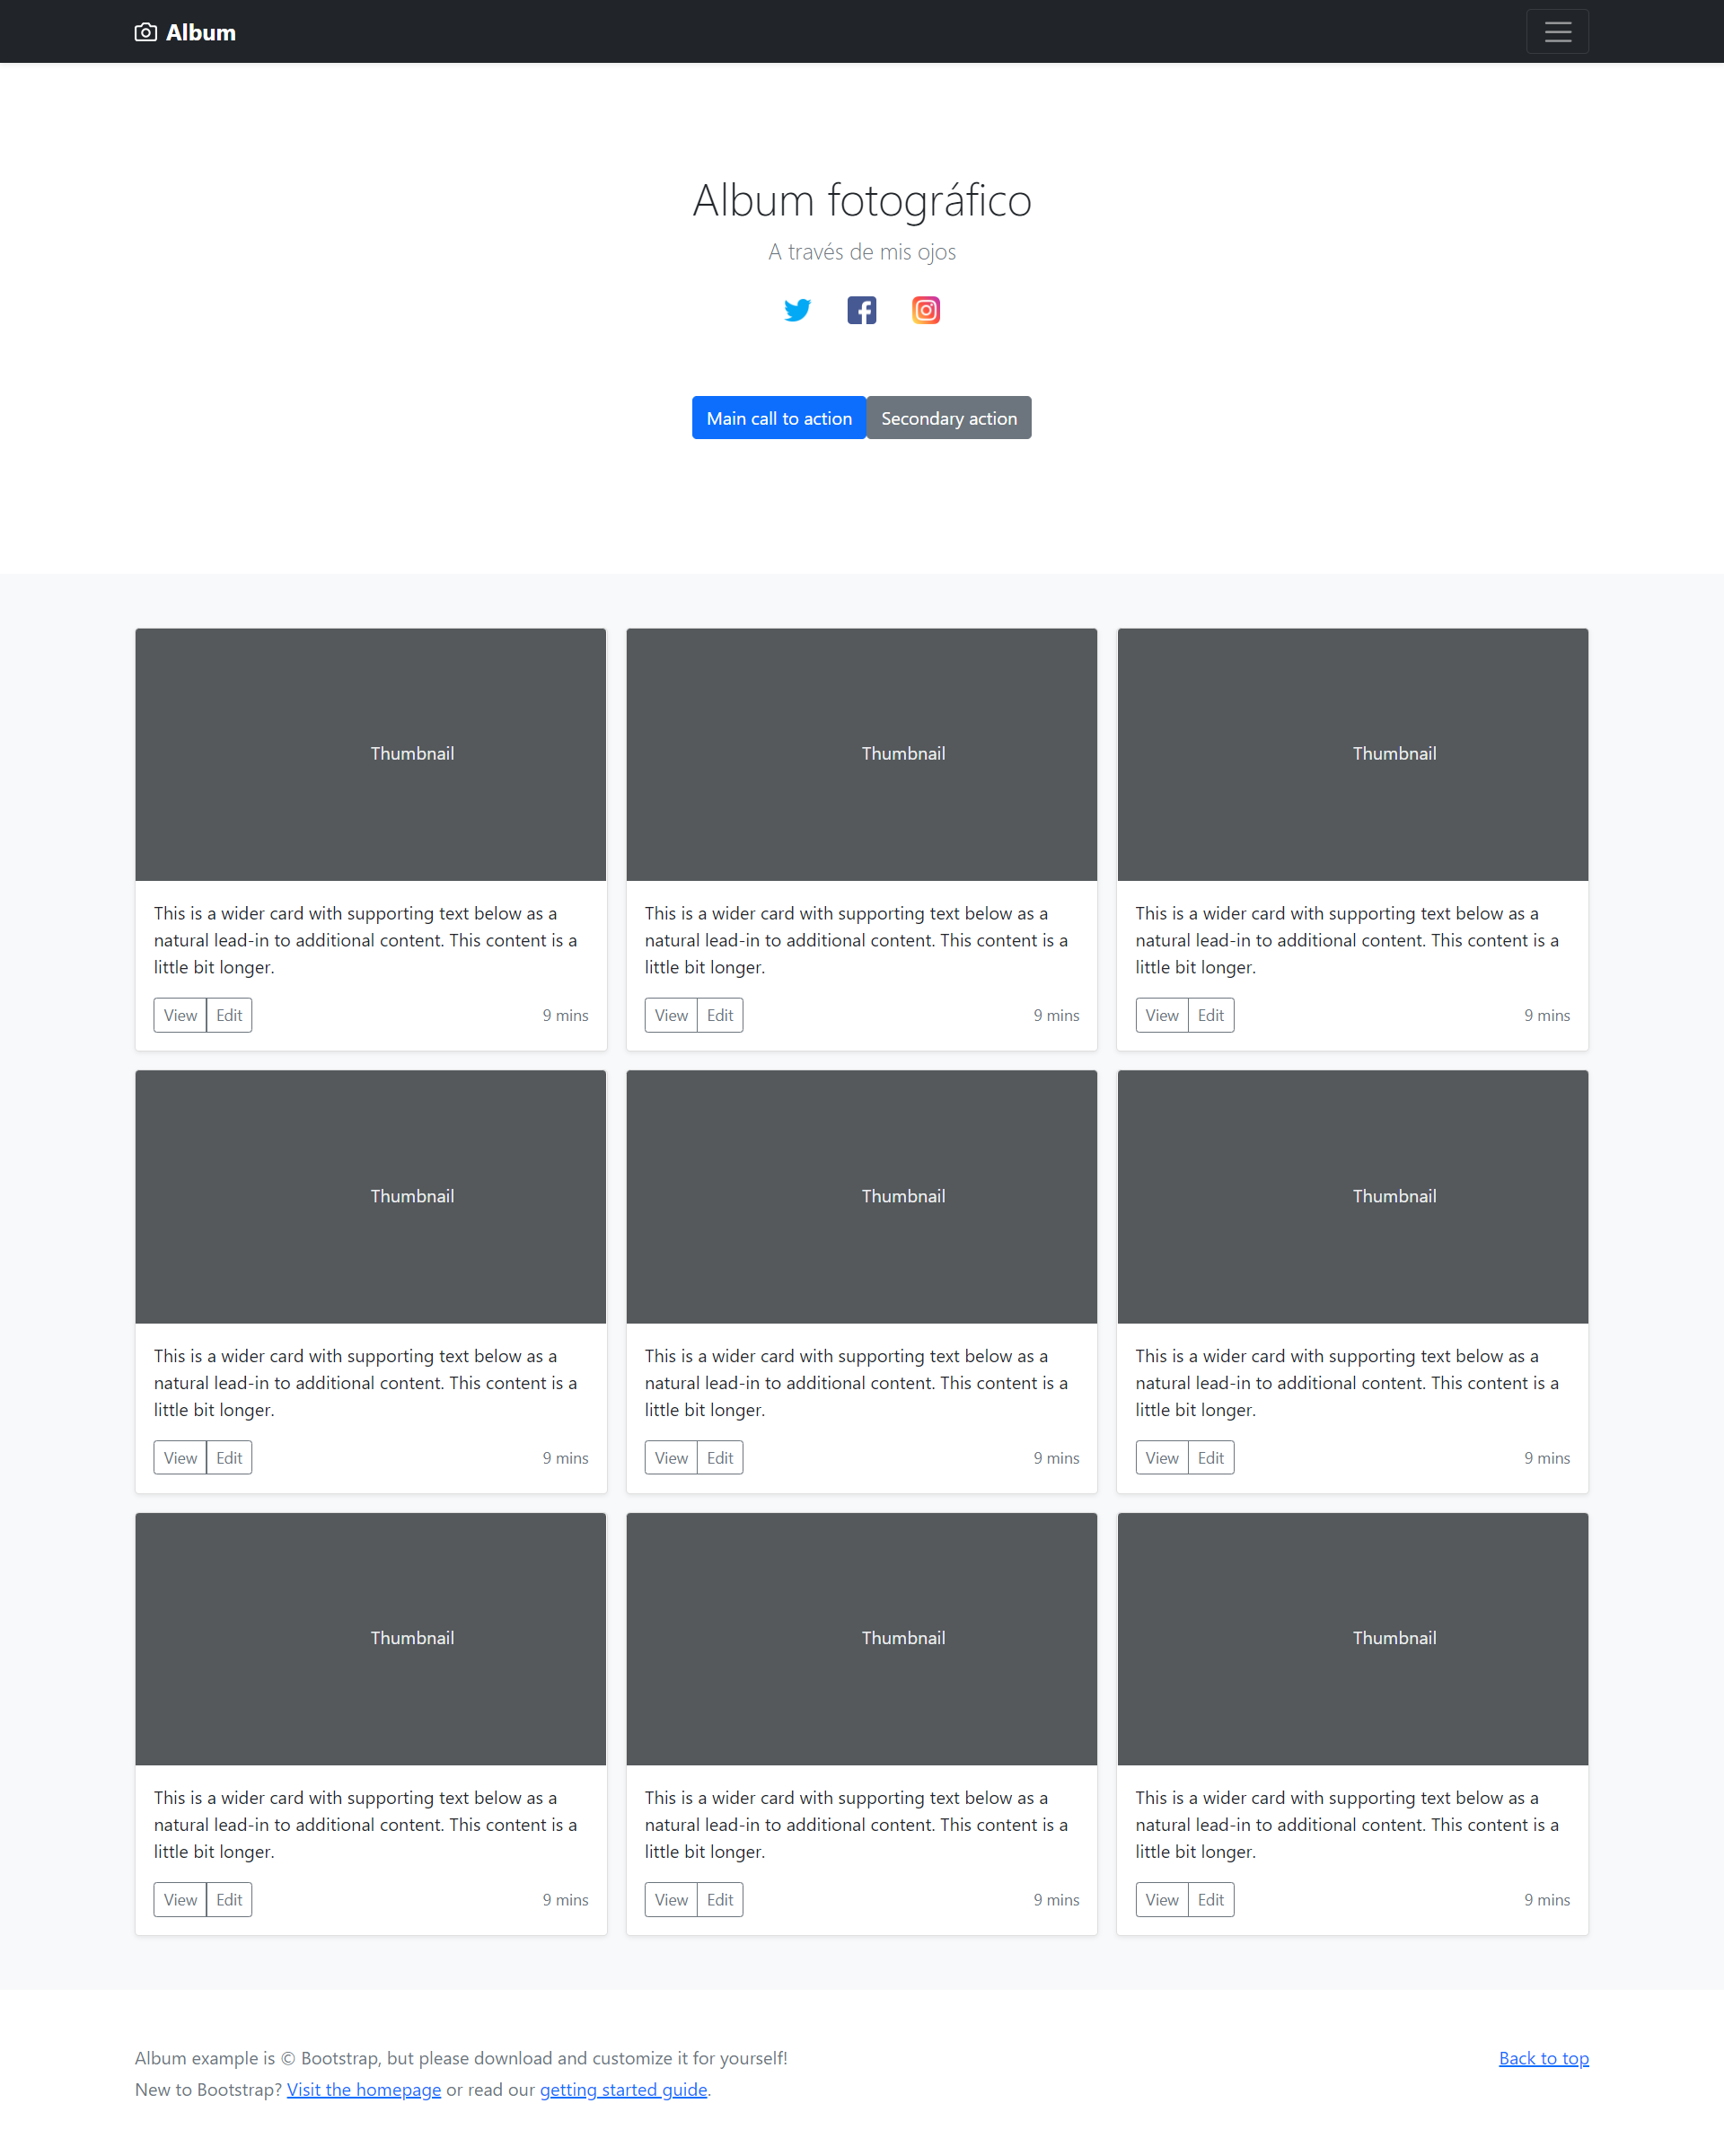 Album
Album fotográfico
A través de mis ojos
Main call to action
Secondary action
Thumbnail
This is a wider card with supporting text below as a
natural lead-in to additional content. This content is a
little bit longer.
View Edit 9 mins
Thumbnail
This is a wider card with supporting text below as a
natural lead-in to additional content. This content is a
little bit longer.
View Edit 9 mins
Thumbnail
This is a wider card with supporting text below as a
natural lead-in to additional content. This content is a
little bit longer.
View Edit 9 mins
Thumbnail
This is a wider card with supporting text below as a
natural lead-in to additional content. This content is a
little bit longer.
View Edit 9 mins
Thumbnail
This is a wider card with supporting text below as a
natural lead-in to additional content. This content is a
little bit longer.
View Edit 9 mins
Thumbnail
This is a wider card with supporting text below as a
natural lead-in to additional content. This content is a
little bit longer.
View Edit 9 mins
Thumbnail
This is a wider card with supporting text below as a
natural lead-in to additional content. This content is a
little bit longer.
View Edit 9 mins
Thumbnail
This is a wider card with supporting text below as a
natural lead-in to additional content. This content is a
little bit longer.
View Edit 9 mins
Thumbnail
This is a wider card with supporting text below as a
natural lead-in to additional content. This content is a
little bit longer.
View Edit 9 mins
Album example is © Bootstrap, but please download and customize it for yourself!
Back to top
New to Bootstrap? Visit the homepage or read our getting started guide.